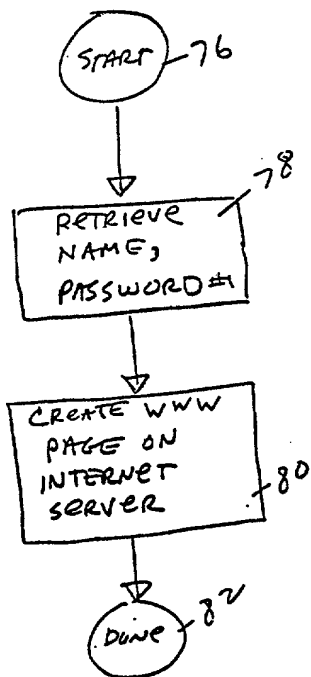 START
76
78
RETRIEVE
NAME,
PASSWORD #1
CREATE WWW
PAGE ON
INTERNET
SERVER
80
DONE
82